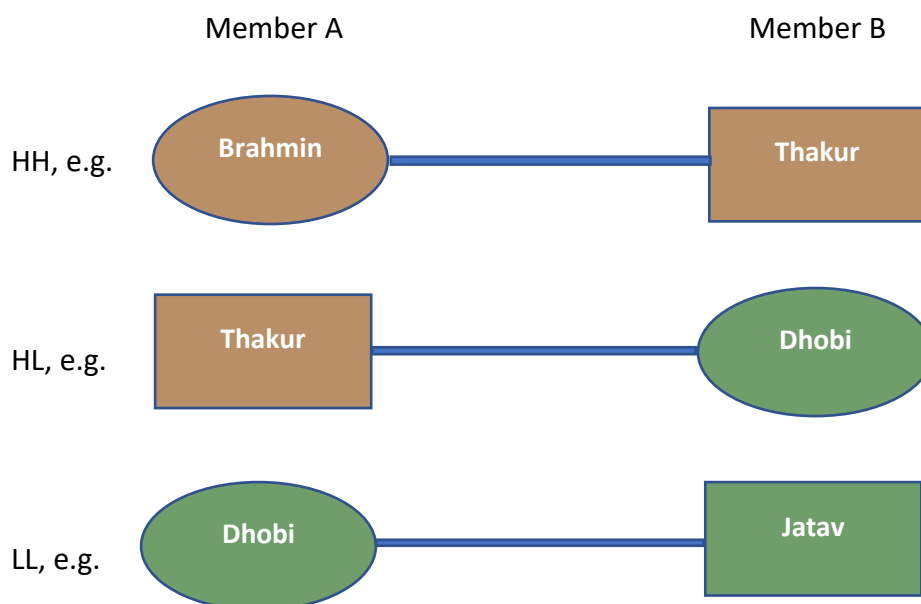 Member A Member B
HH, e.g. Brahmin Thakur
HL, e.g. Thakur Dhobi
LL, e.g. Dhobi Jatav